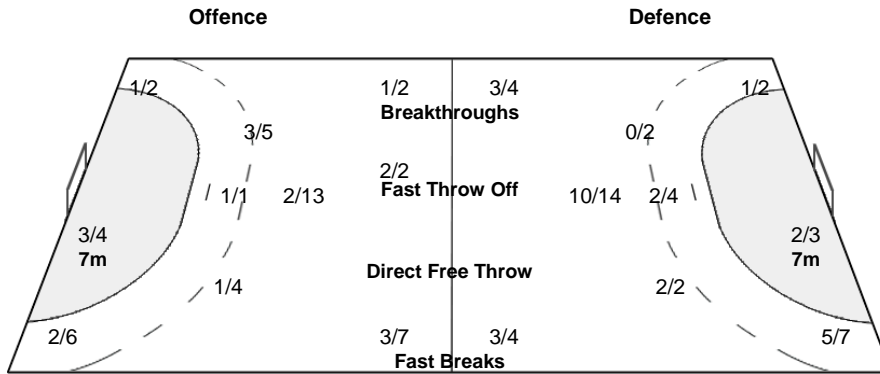 Offence Defence
1/2 1/2 3/4 1/2
Breakthroughs
3/5 0/2
2/2
1/1 2/13 Fast Throw Off 10/14 2/4
3/4 2/3
7m 7m
Direct Free Throw
1/4 2/2
2/6 3/7 3/4 5/7
Fast Breaks